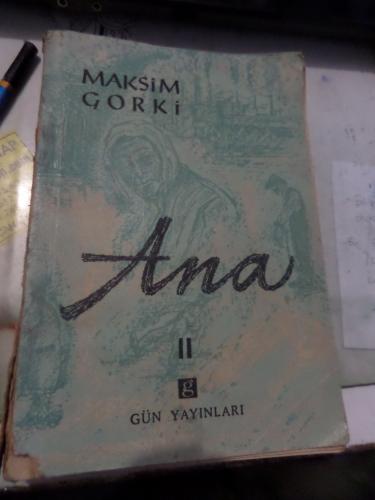 MAKSİM
GORKİ
Ana
II
g
GÜN YAYINLARI